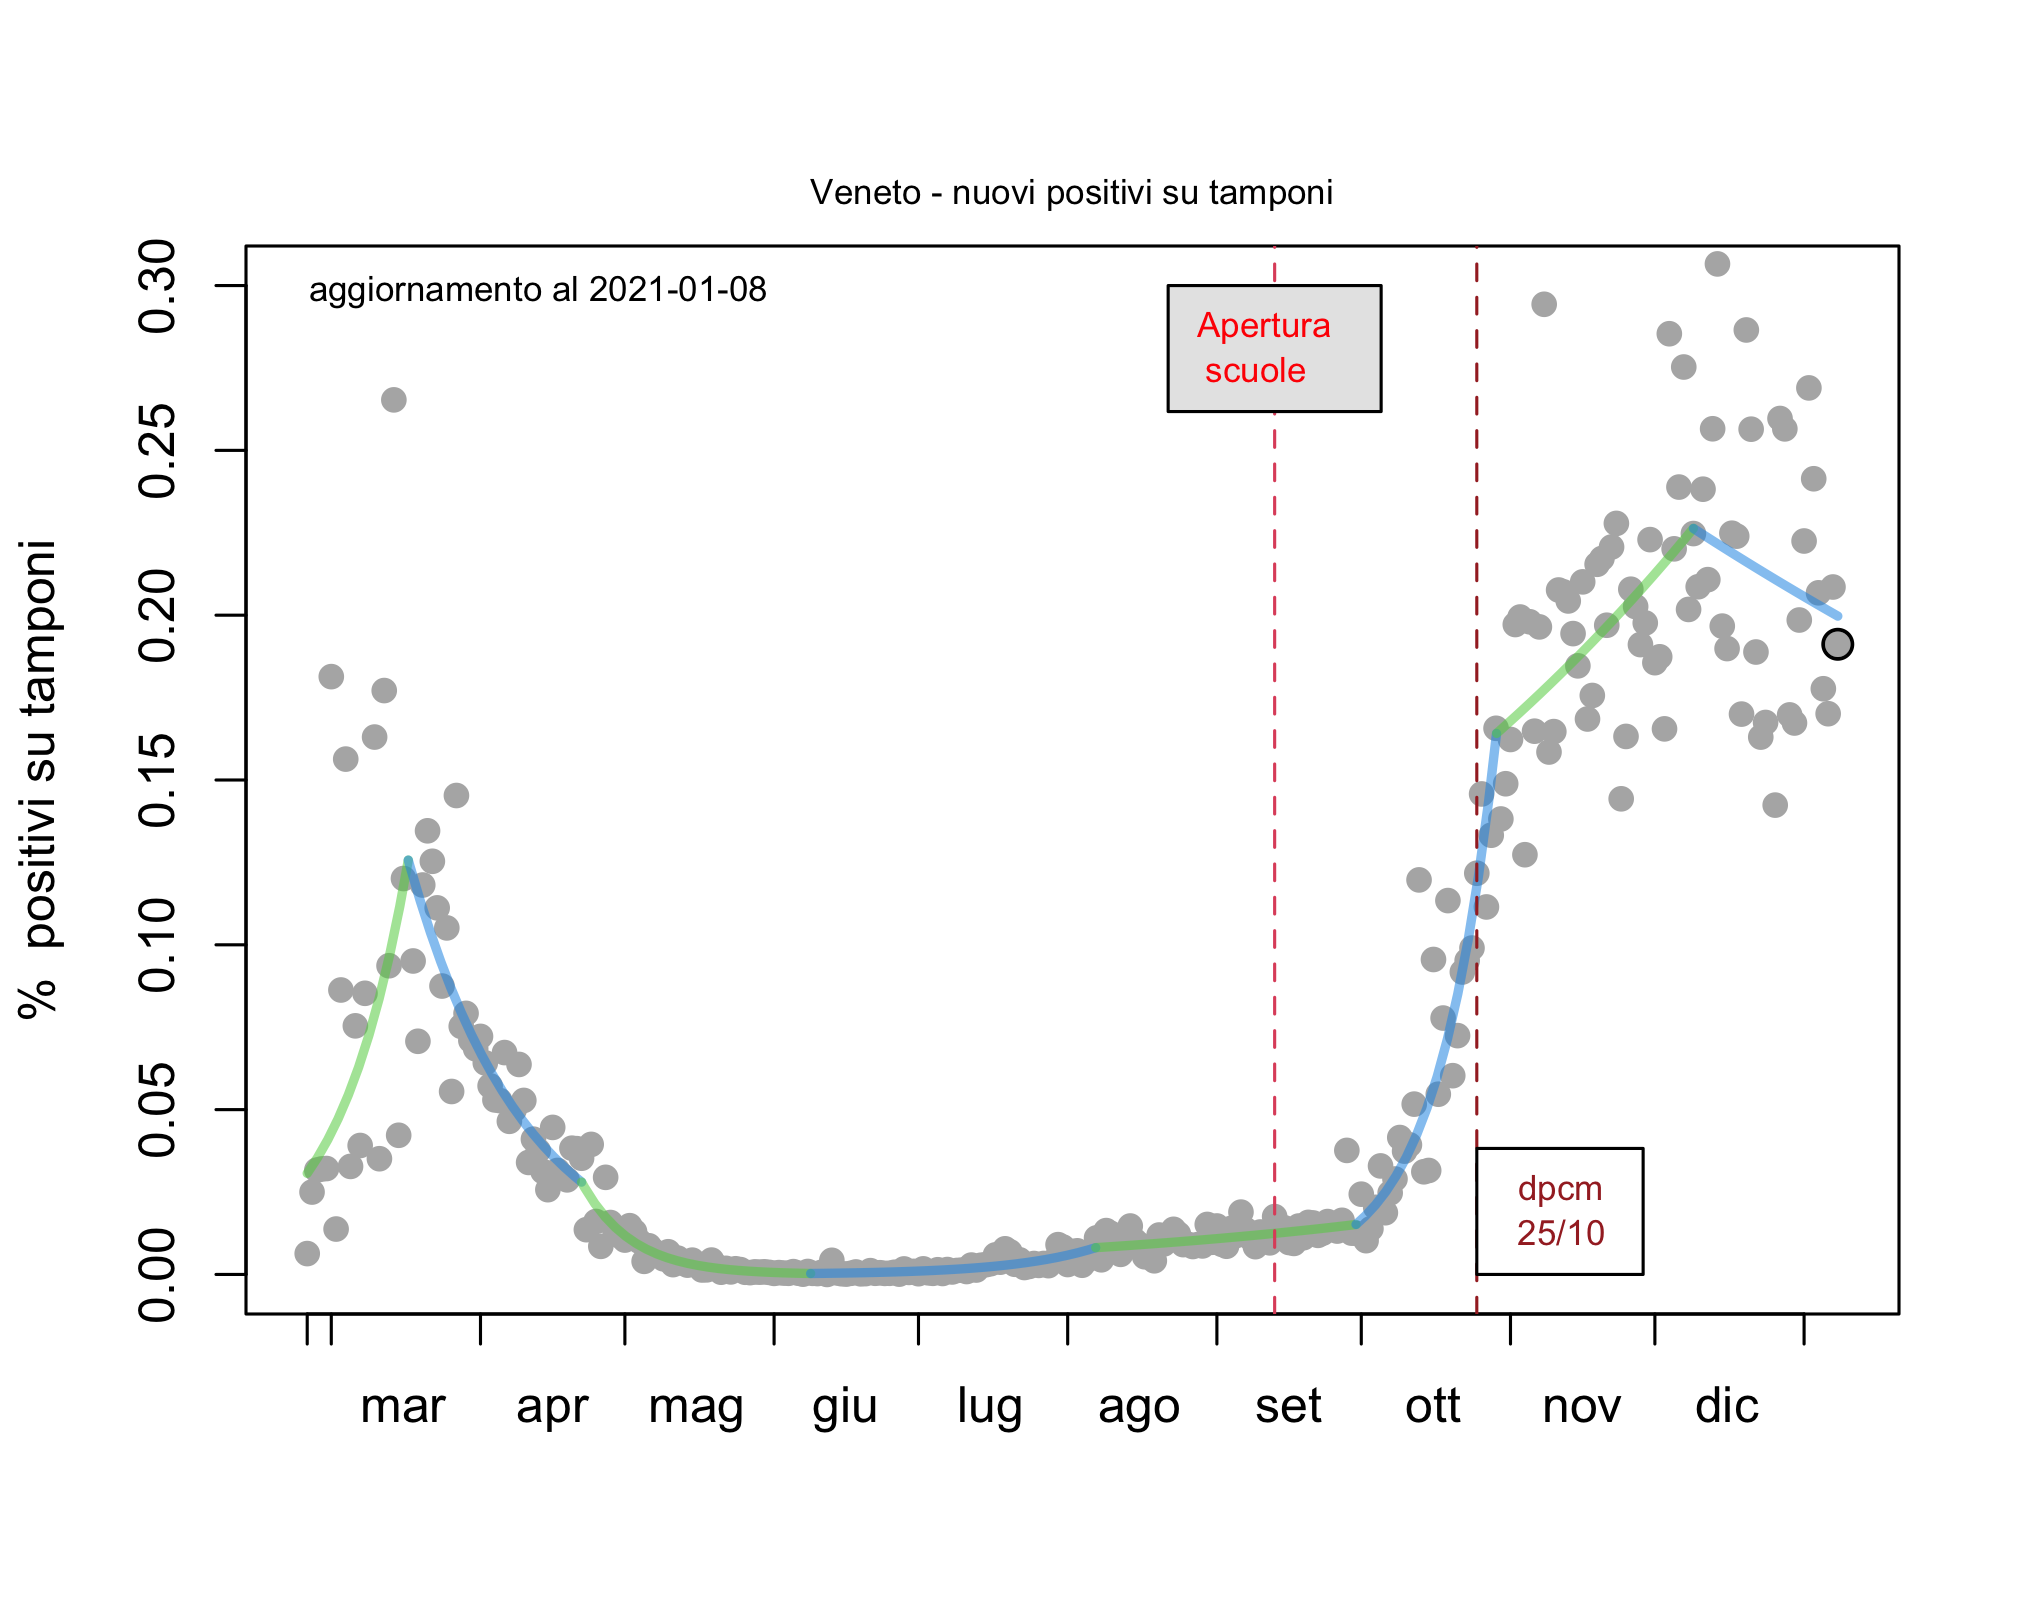 Veneto - nuovi positivi su tamponi
aggiornamento al 2021-01-08
Apertura
scuole
dpcm
25/10
% positivi su tamponi
0.30
0.25
0.20
0.15
0.10
0.05
0.00
mar apr mag giu lug ago set ott nov dic